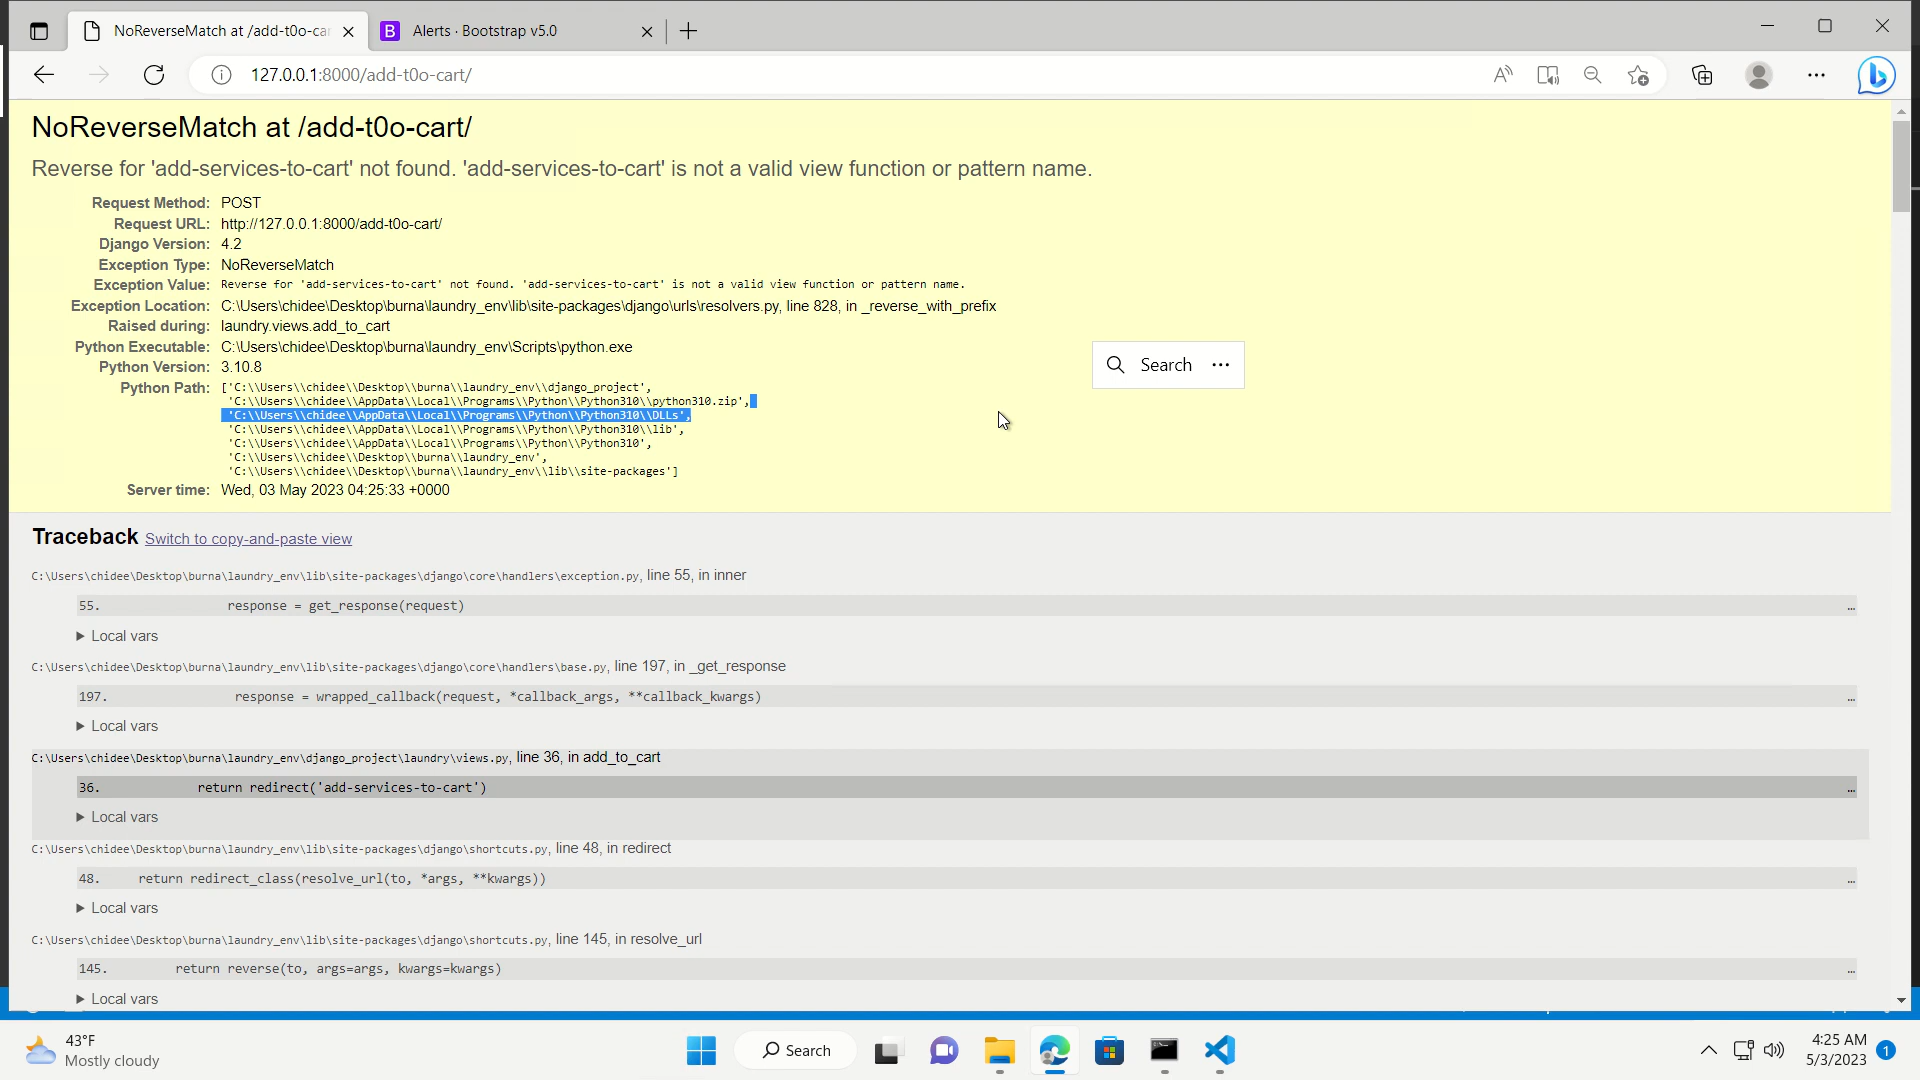 NoReverseMatch at /add-t0o-car
Alerts · Bootstrap v5.0
127.0.0.1:8000/add-t0o-cart/
NoReverseMatch at /add-t0o-cart/
Reverse for 'add-services-to-cart' not found. 'add-services-to-cart' is not a valid view function or pattern name.
Request Method: POST
Request URL: http://127.0.0.1:8000/add-t0o-cart/
Django Version: 4.2
Exception Type: NoReverseMatch
Exception Value: Reverse for 'add-services-to-cart' not found. 'add-services-to-cart' is not a valid view function or pattern name.
Exception Location: C:\Users\chidee\Desktop\burna\laundry_env\lib\site-packages\django\urls\resolvers.py, line 828, in _reverse_with_prefix
Raised during: laundry.views.add_to_cart
Python Executable: C:\Users\chidee\Desktop\burna\laundry_env\Scripts\python.exe
Python Version: 3.10.8
Python Path: ['C:\\Users\\chidee\\Desktop\\burna\\laundry_env\\django_project',
'C:\\Users\\chidee\\AppData\\Local\\Programs\\Python\\Python310\\python310.zip',
'C:\\Users\\chidee\\AppData\\Local\\Programs\\Python\\Python310\\DLLs',
'C:\\Users\\chidee\\AppData\\Local\\Programs\\Python\\Python310\\lib',
'C:\\Users\\chidee\\AppData\\Local\\Programs\\Python\\Python310',
'C:\\Users\\chidee\\Desktop\\burna\\laundry_env',
'C:\\Users\\chidee\\Desktop\\burna\\laundry_env\\lib\\site-packages']
Server time: Wed, 03 May 2023 04:25:33 +0000
Search ···
Traceback Switch to copy-and-paste view
C:\Users\chidee\Desktop\burna\laundry_env\lib\site-packages\django\core\handlers\exception.py, line 55, in inner
55. response = get_response(request) …
▶ Local vars
C:\Users\chidee\Desktop\burna\laundry_env\lib\site-packages\django\core\handlers\base.py, line 197, in _get_response
197. response = wrapped_callback(request, *callback_args, **callback_kwargs) …
▶ Local vars
C:\Users\chidee\Desktop\burna\laundry_env\django_project\laundry\views.py, line 36, in add_to_cart
36. return redirect('add-services-to-cart') …
▶ Local vars
C:\Users\chidee\Desktop\burna\laundry_env\lib\site-packages\django\shortcuts.py, line 48, in redirect
48. return redirect_class(resolve_url(to, *args, **kwargs)) …
▶ Local vars
C:\Users\chidee\Desktop\burna\laundry_env\lib\site-packages\django\shortcuts.py, line 145, in resolve_url
145. return reverse(to, args=args, kwargs=kwargs) …
▶ Local vars
43°F
Mostly cloudy
Search
4:25 AM
5/3/2023
1